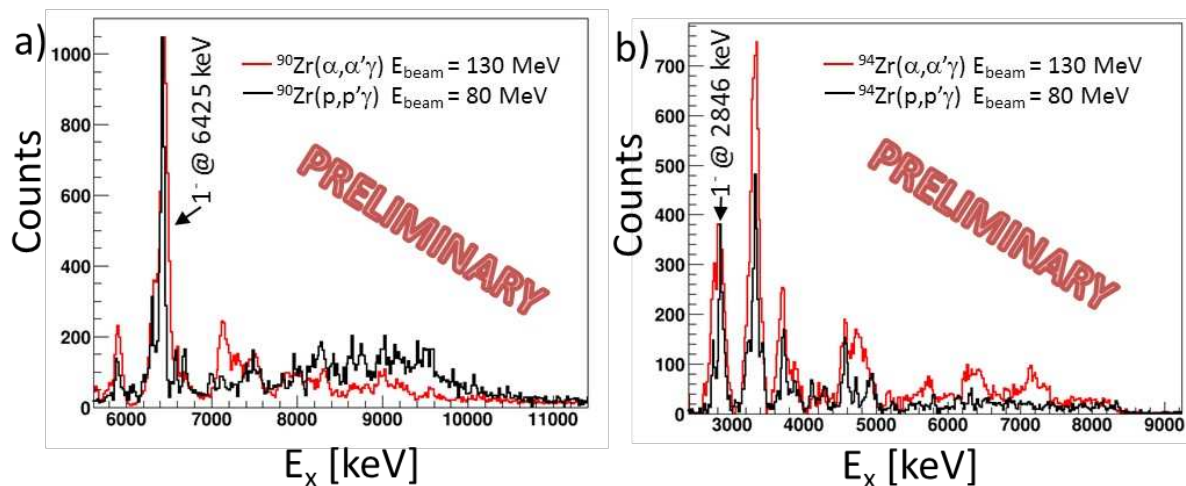 a)
Counts
1000
800
600
400
200
0
⁹⁰Zr(α,α'γ) E_beam = 130 MeV
⁹⁰Zr(p,p'γ) E_beam = 80 MeV
1⁻ @ 6425 keV
PRELIMINARY
6000 7000 8000 9000 10000 11000
E_x [keV]
b)
Counts
700
600
500
400
300
200
100
0
⁹⁴Zr(α,α'γ) E_beam = 130 MeV
⁹⁴Zr(p,p'γ) E_beam = 80 MeV
1⁻ @ 2846 keV
PRELIMINARY
3000 4000 5000 6000 7000 8000 9000
E_x [keV]